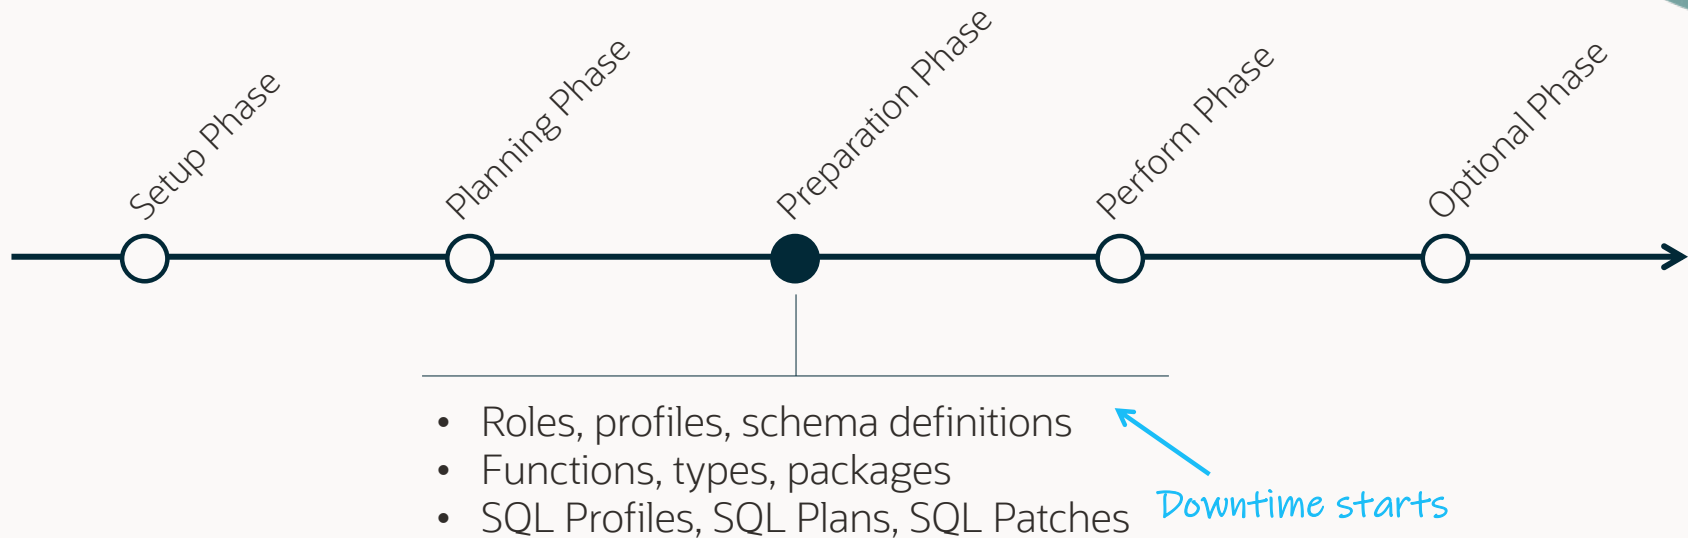 Setup Phase
Planning Phase
Preparation Phase
Perform Phase
Optional Phase
• Roles, profiles, schema definitions
• Functions, types, packages
• SQL Profiles, SQL Plans, SQL Patches
Downtime starts